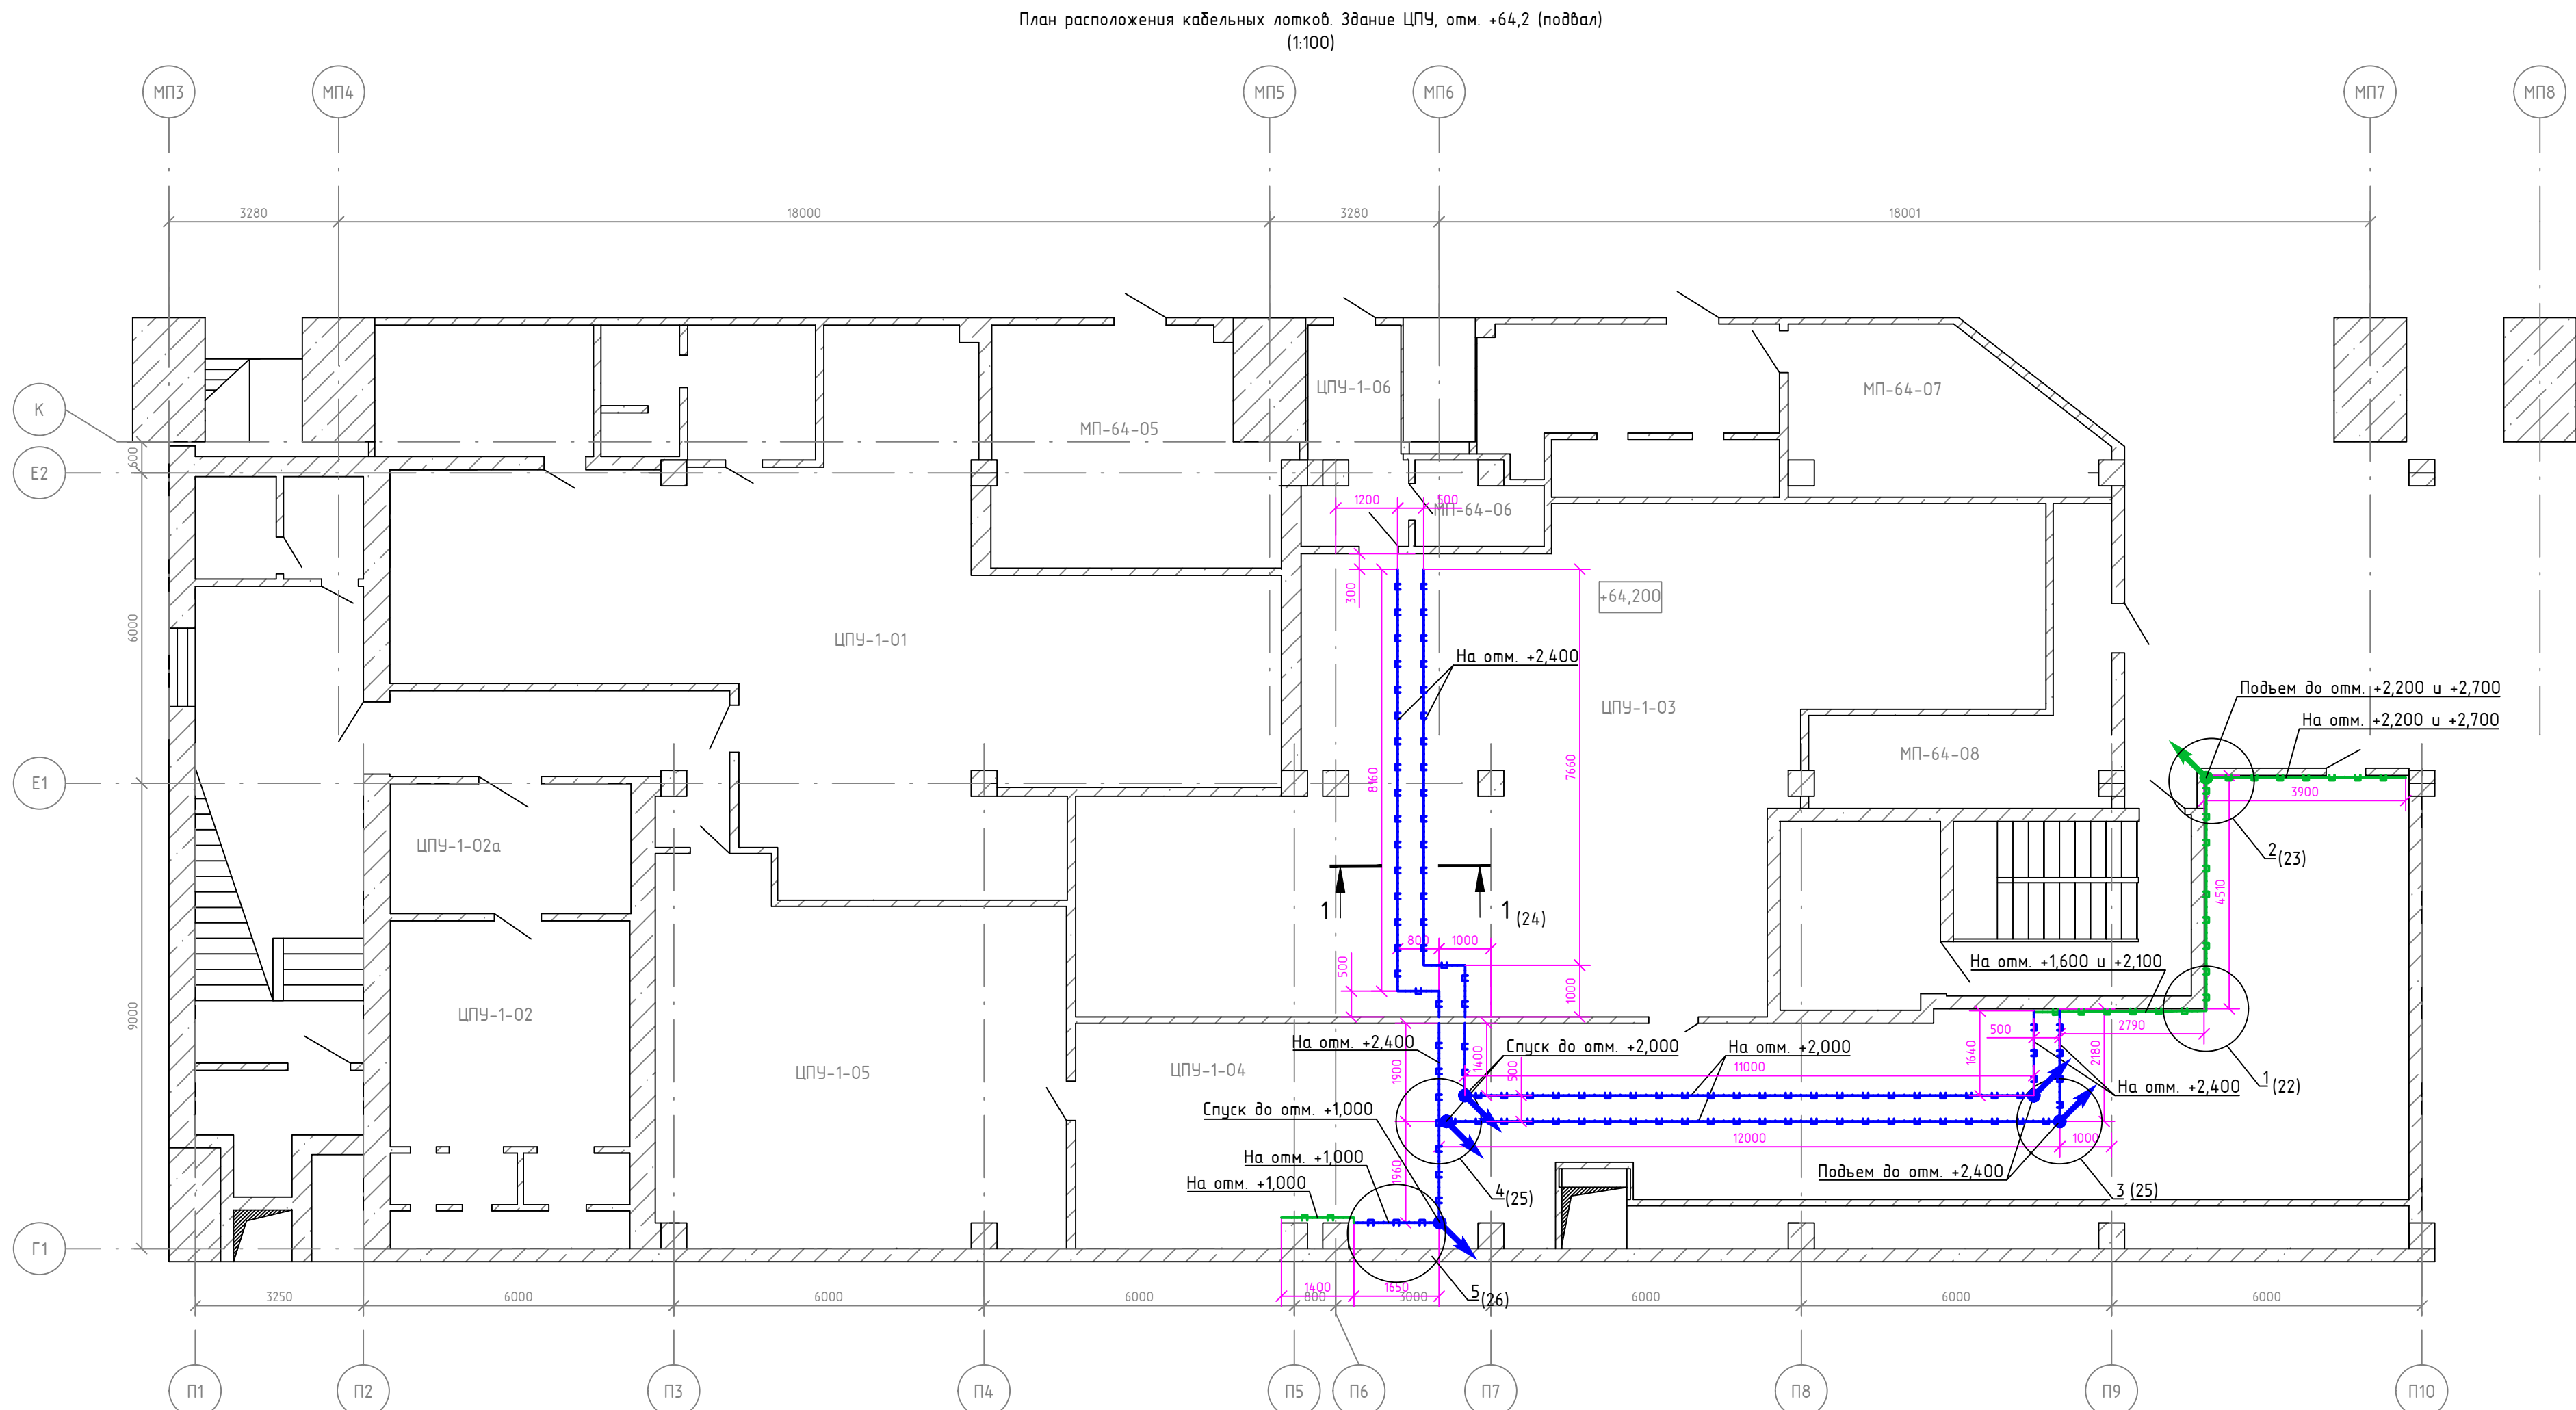 План расположения кабельных лотков. Здание ЦПУ, отм. +64,2 (подвал)
(1:100)
МП3 МП4 МП5 МП6 МП7 МП8
3280 18000 3280 18001
К
Е2
Е1
Г1
600
6000
9000
ЦПУ-1-06
МП-64-07
МП-64-05
1200 500
МП-64-06
300
+64,200
ЦПУ-1-01
На отм. +2,400
ЦПУ-1-03
Подъем до отм. +2,200 и +2,700
На отм. +2,200 и +2,700
МП-64-08
8160
7660
3900
ЦПУ-1-02а
2
(23)
4510
1 1 (24)
800 1000
500
1000
На отм. +1,600 и +2,100
ЦПУ-1-02
500 2790
На отм. +2,400
Спуск до отм. +2,000
На отм. +2,000
1900
1400
500
11000
1640
2180
ЦПУ-1-05
ЦПУ-1-04
На отм. +2,400
1
(22)
Спуск до отм. +1,000
12000 1000
На отм. +1,000
1960
Подъем до отм. +2,400
На отм. +1,000
4
(25)
3 (25)
1400 1650
5
(26)
3250 6000 6000 6000 800 3000 6000 6000 6000
П1 П2 П3 П4 П5 П6 П7 П8 П9 П10